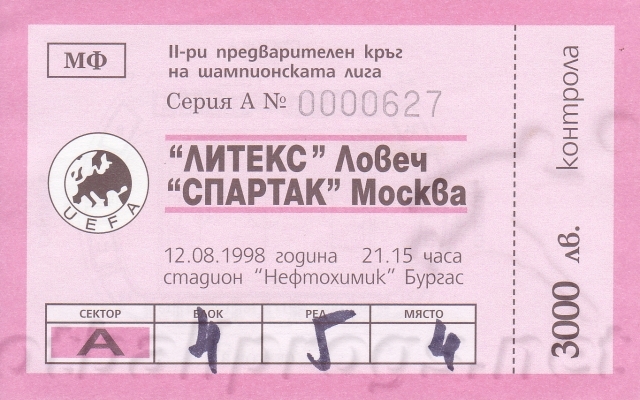 МФ
II-ри предварителен кръг
на шампионската лига
Серия А № 0000627
"ЛИТЕКС" Ловеч
"СПАРТАК" Москва
UEFA
12.08.1998 година 21.15 часа
стадион "Нефтохимик" Бургас
СЕКТОР БЛОК РЕД МЯСТО
А 4 5 4
контрола
3000 лв.